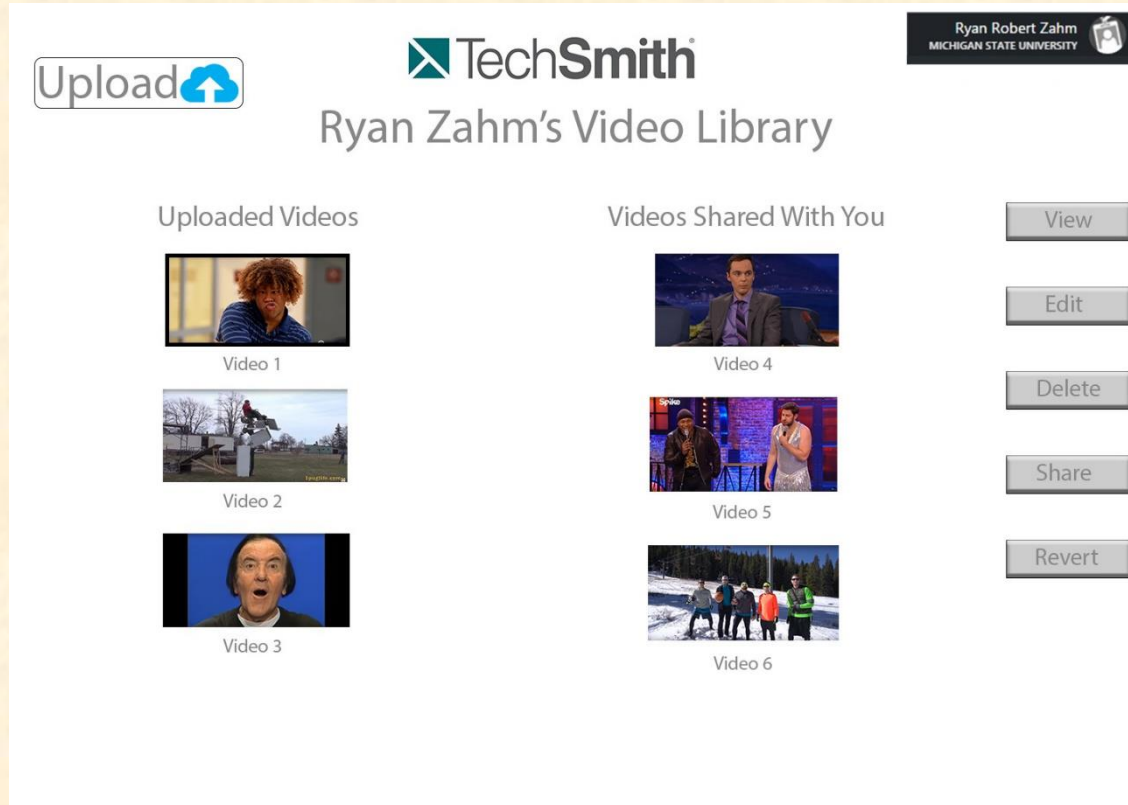 Ryan Robert Zahm
MICHIGAN STATE UNIVERSITY
Upload
TechSmith
Ryan Zahm's Video Library
Uploaded Videos
Videos Shared With You
View
Edit
Delete
Share
Revert
Video 1
Video 4
Spike
Video 2
Video 5
Video 3
Video 6